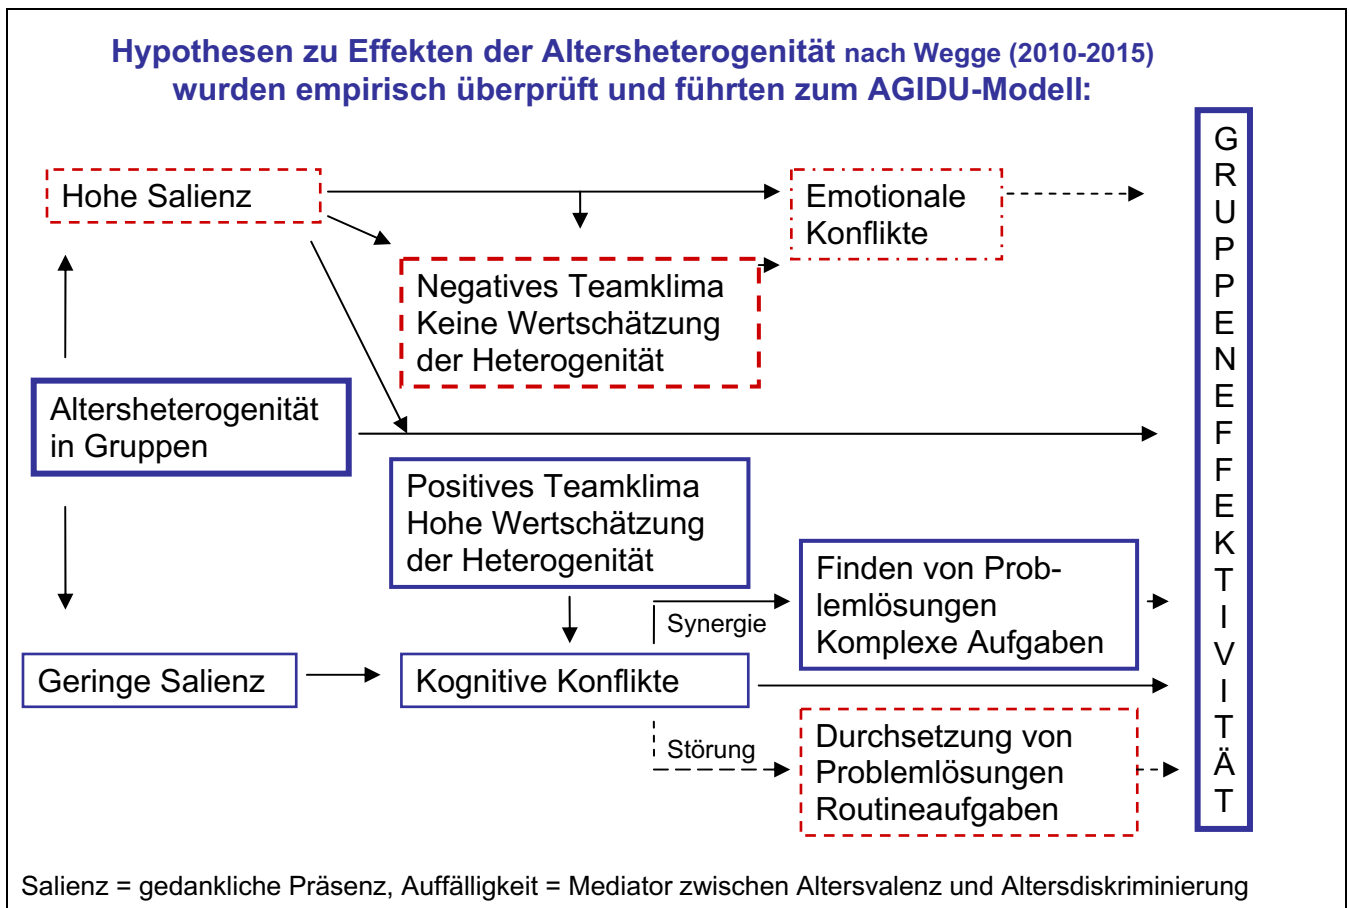 Hypothesen zu Effekten der Altersheterogenität nach Wegge (2010-2015)
wurden empirisch überprüft und führten zum AGIDU-Modell:
Hohe Salienz
Emotionale
Konflikte
Negatives Teamklima
Keine Wertschätzung
der Heterogenität
Altersheterogenität
in Gruppen
Positives Teamklima
Hohe Wertschätzung
der Heterogenität
Synergie
Finden von Prob-
lemlösungen
Komplexe Aufgaben
Geringe Salienz
Kognitive Konflikte
Störung
Durchsetzung von
Problemlösungen
Routineaufgaben
G
R
U
P
P
E
N
E
F
F
E
K
T
I
V
I
T
Ä
T
Salienz = gedankliche Präsenz, Auffälligkeit = Mediator zwischen Altersvalenz und Altersdiskriminierung